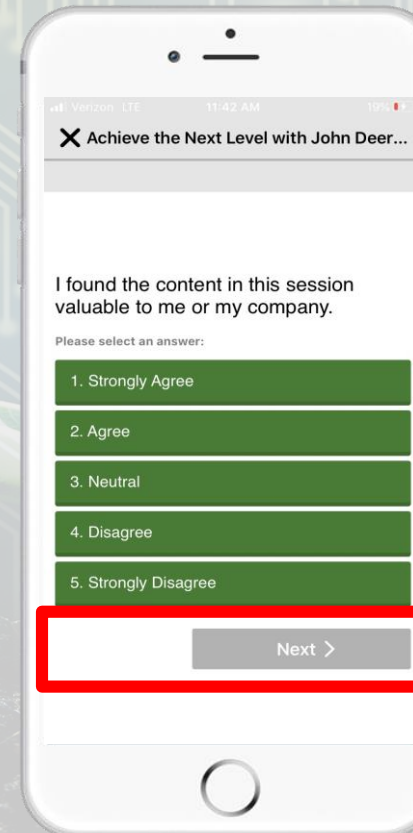 Verizon LTE 11:42 AM 19%
Achieve the Next Level with John Deer...
I found the content in this session
valuable to me or my company.
Please select an answer:
1. Strongly Agree
2. Agree
3. Neutral
4. Disagree
5. Strongly Disagree
Next >